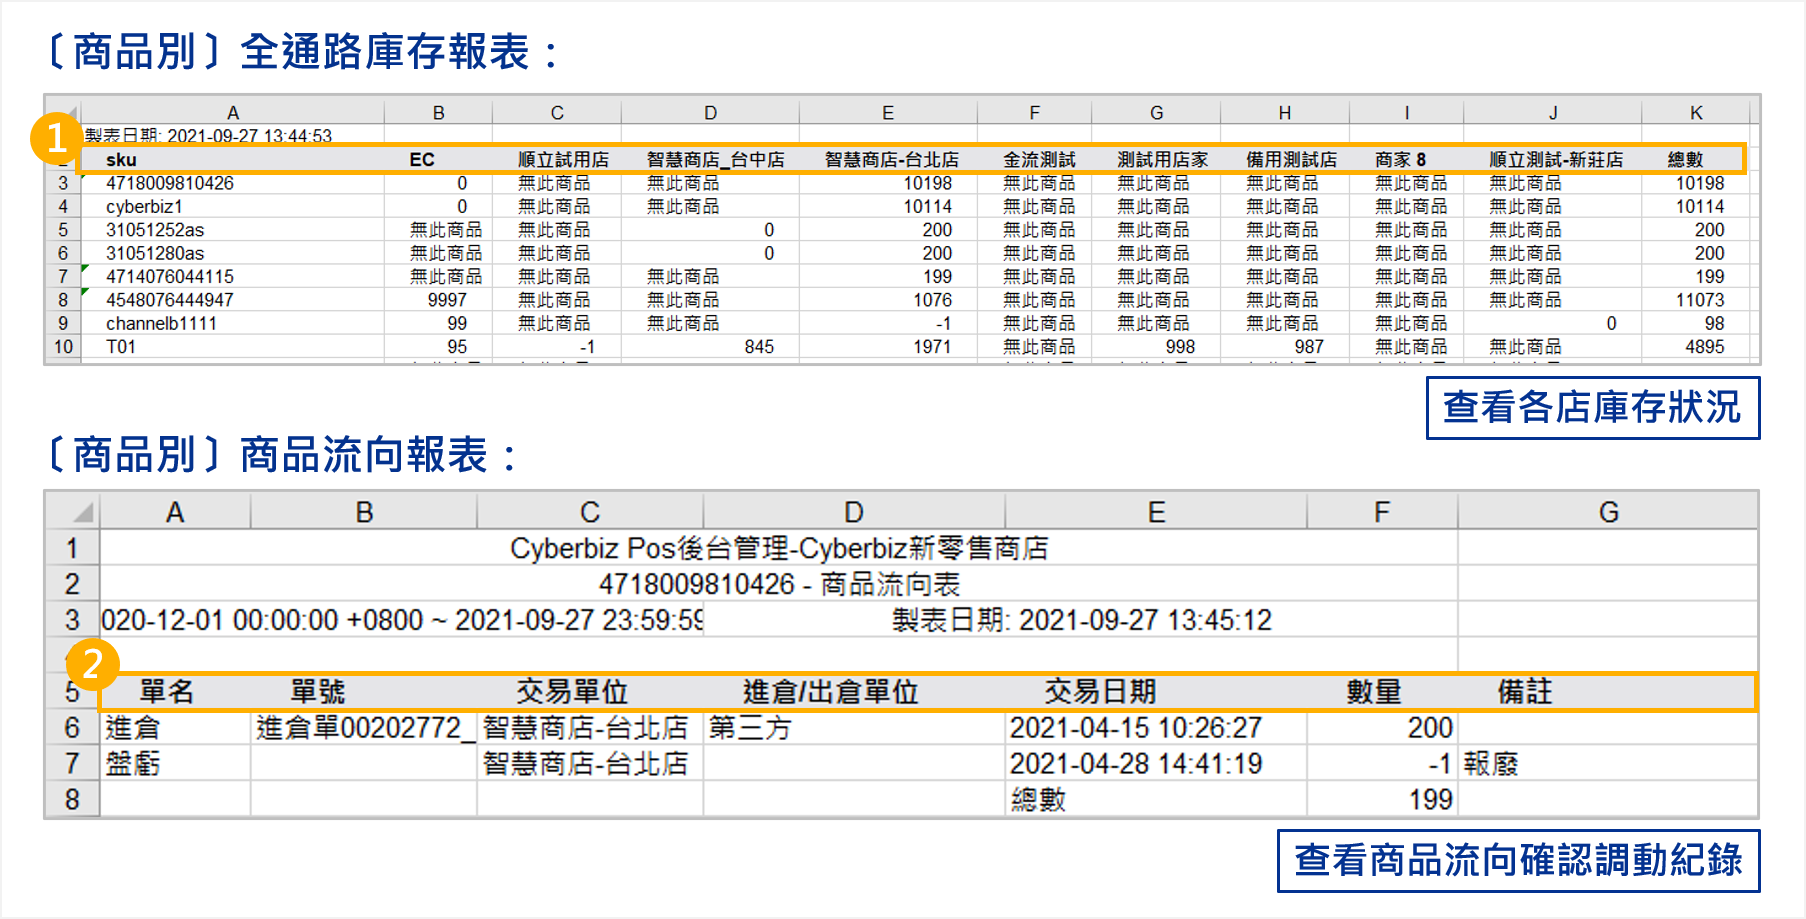 〔商品別〕全通路庫存報表：
A B C D E F G H I J K
1 製表日期: 2021-09-27 13:44:53
sku EC 順立試用店 智慧商店_台中店 智慧商店-台北店 金流測試 測試用店家 備用測試店 商家 8 順立測試-新莊店 總數
3 4718009810426 0 無此商品 無此商品 10198 無此商品 無此商品 無此商品 無此商品 無此商品 10198
4 cyberbiz1 0 無此商品 無此商品 10114 無此商品 無此商品 無此商品 無此商品 無此商品 10114
5 31051252as 無此商品 無此商品 0 200 無此商品 無此商品 無此商品 無此商品 無此商品 200
6 31051280as 無此商品 無此商品 0 200 無此商品 無此商品 無此商品 無此商品 無此商品 200
7 4714076044115 無此商品 無此商品 無此商品 199 無此商品 無此商品 無此商品 無此商品 無此商品 199
8 4548076444947 9997 無此商品 無此商品 1076 無此商品 無此商品 無此商品 無此商品 無此商品 11073
9 channelb1111 99 無此商品 無此商品 -1 無此商品 無此商品 無此商品 無此商品 0 98
10 T01 95 -1 845 1971 無此商品 998 987 無此商品 無此商品 4895
查看各店庫存狀況
〔商品別〕商品流向報表：
A B C D E F G
1 Cyberbiz Pos後台管理-Cyberbiz新零售商店
2 4718009810426 - 商品流向表
3 020-12-01 00:00:00 +0800 ~ 2021-09-27 23:59:59 製表日期: 2021-09-27 13:45:12
2
5 單名 單號 交易單位 進倉/出倉單位 交易日期 數量 備註
6 進倉 進倉單00202772_ 智慧商店-台北店 第三方 2021-04-15 10:26:27 200
7 盤虧 智慧商店-台北店 2021-04-28 14:41:19 -1 報廢
8 總數 199
查看商品流向確認調動紀錄